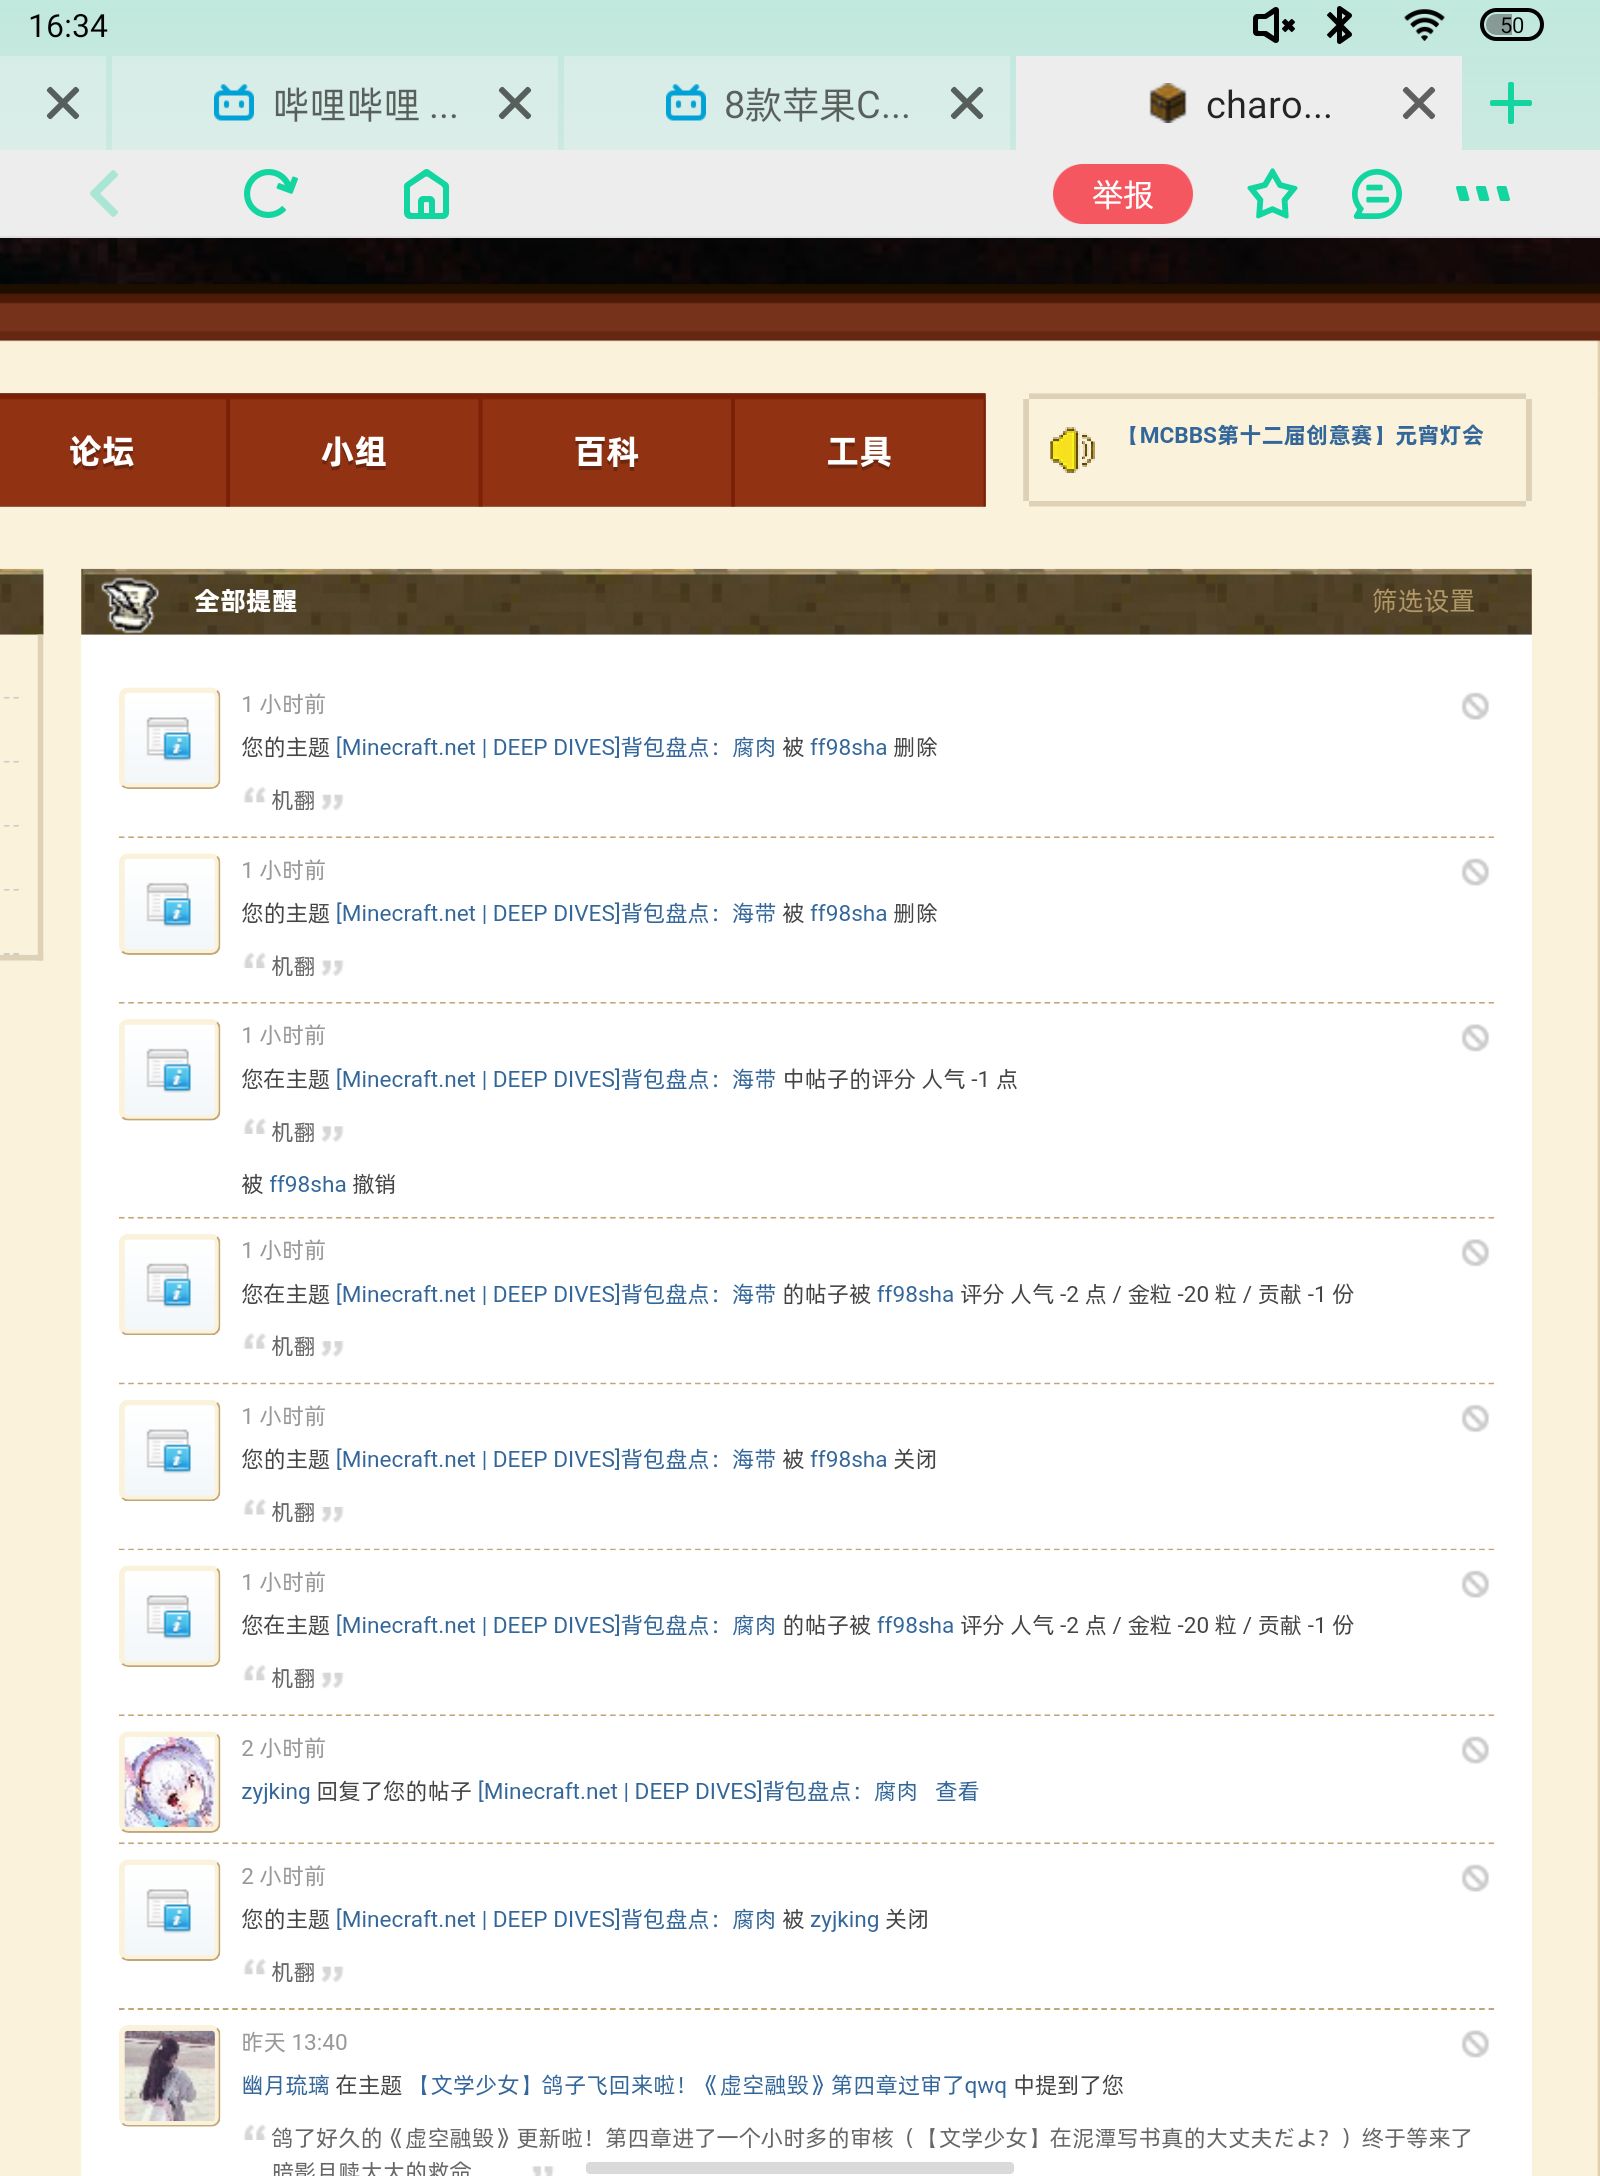 16:34
50
哔哩哔哩 ...
8款苹果C...
charo...
举报
论坛
小组
百科
工具
【MCBBS第十二届创意赛】元宵灯会
全部提醒
筛选设置
1 小时前
您的主题 [Minecraft.net | DEEP DIVES]背包盘点：腐肉 被 ff98sha 删除
“ 机翻 ”
1 小时前
您的主题 [Minecraft.net | DEEP DIVES]背包盘点：海带 被 ff98sha 删除
“ 机翻 ”
1 小时前
您在主题 [Minecraft.net | DEEP DIVES]背包盘点：海带 中帖子的评分 人气 -1 点
“ 机翻 ”
被 ff98sha 撤销
1 小时前
您在主题 [Minecraft.net | DEEP DIVES]背包盘点：海带 的帖子被 ff98sha 评分 人气 -2 点 / 金粒 -20 粒 / 贡献 -1 份
“ 机翻 ”
1 小时前
您的主题 [Minecraft.net | DEEP DIVES]背包盘点：海带 被 ff98sha 关闭
“ 机翻 ”
1 小时前
您在主题 [Minecraft.net | DEEP DIVES]背包盘点：腐肉 的帖子被 ff98sha 评分 人气 -2 点 / 金粒 -20 粒 / 贡献 -1 份
“ 机翻 ”
2 小时前
zyjking 回复了您的帖子 [Minecraft.net | DEEP DIVES]背包盘点：腐肉 查看
2 小时前
您的主题 [Minecraft.net | DEEP DIVES]背包盘点：腐肉 被 zyjking 关闭
“ 机翻 ”
昨天 13:40
幽月琉璃 在主题 【文学少女】鸽子飞回来啦！《虚空融毁》第四章过审了qwq 中提到了您
“ 鸽了好久的《虚空融毁》更新啦！第四章进了一个小时多的审核（【文学少女】在泥潭写书真的大丈夫だよ？）终于等来了
暗影月赎大大的救命 ”